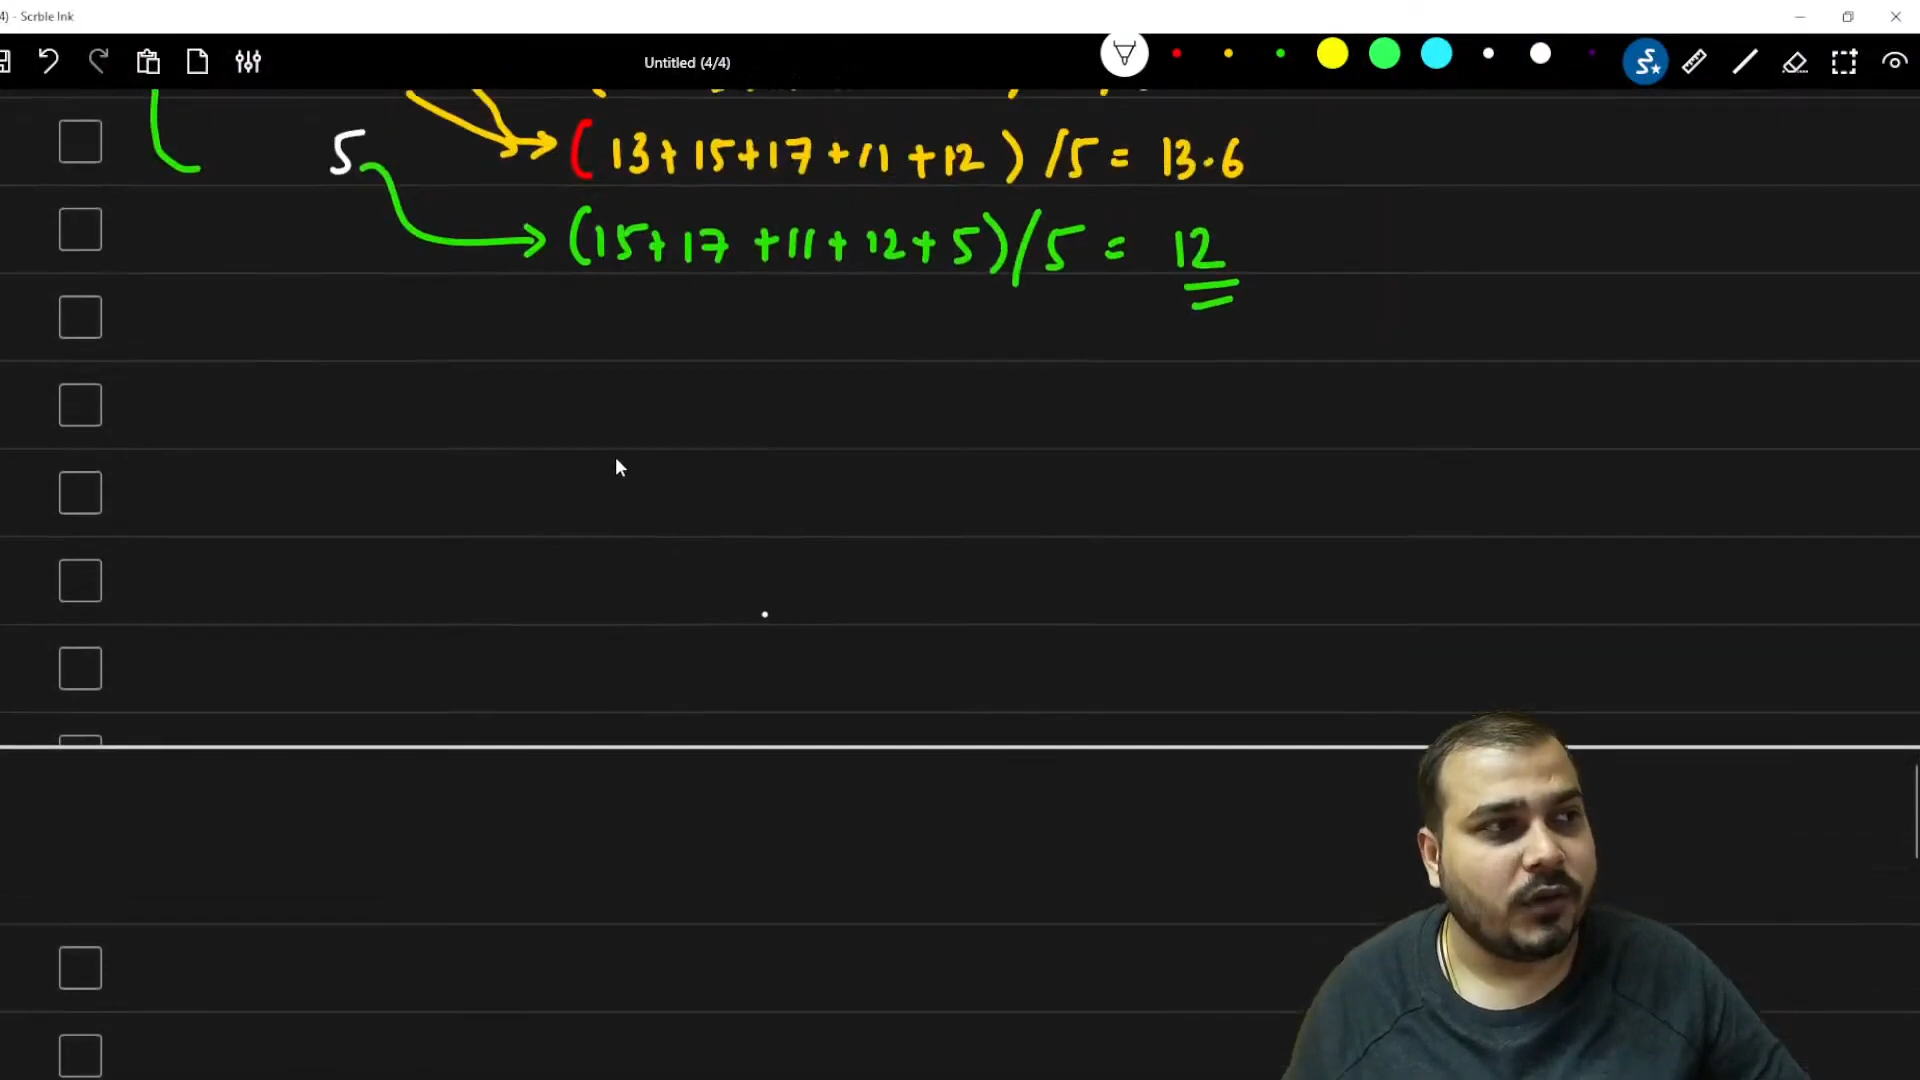 4) - Scrble Ink
Untitled (4/4)
(13+15+17+11+12)/5= 13.6
5
(15+17+11+12+5)/5 = 12